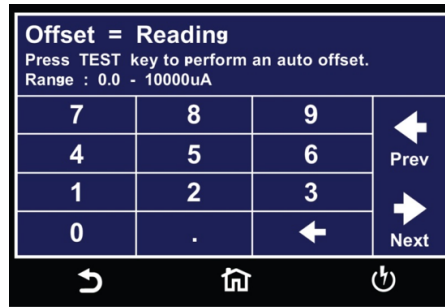 Offset = Reading
Press TEST key to perform an auto offset.
Range : 0.0 - 10000uA
7 8 9
4 5 6 Prev
1 2 3
0 . Next